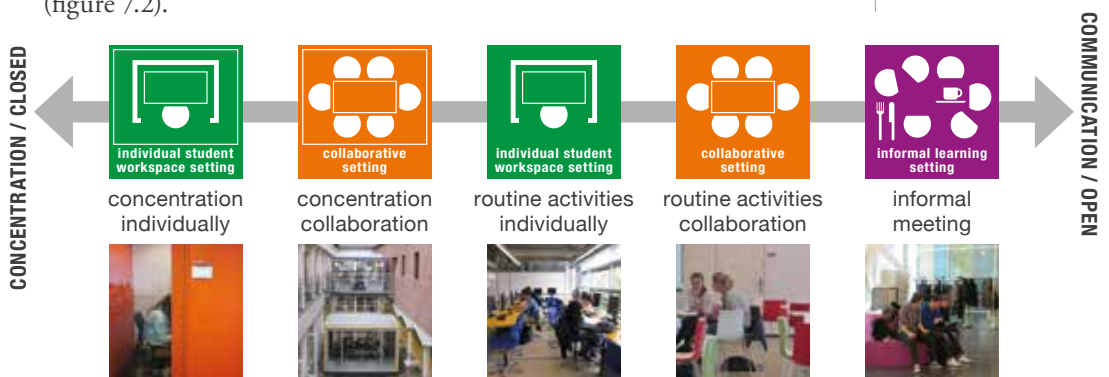 (figure 7.2).
CONCENTRATION / CLOSED
individual student
workspace setting
collaborative
setting
individual student
workspace setting
collaborative
setting
informal learning
setting
COMMUNICATION / OPEN
concentration
individually
concentration
collaboration
routine activities
individually
routine activities
collaboration
informal
meeting